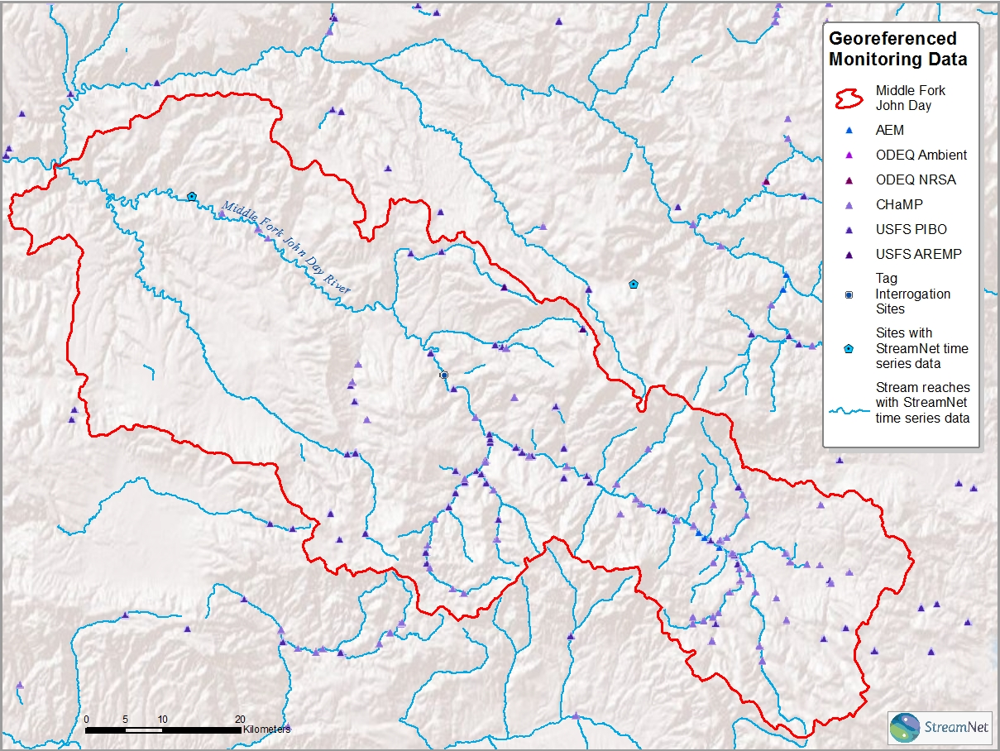 Georeferenced
Monitoring Data
Middle Fork
John Day
AEM
ODEQ Ambient
ODEQ NRSA
CHaMP
USFS PIBO
USFS AREMP
Tag
Interrogation
Sites
Sites with
StreamNet time
series data
Stream reaches
with StreamNet
time series data
Middle Fork John Day River
0 5 10 20
Kilometers
StreamNet